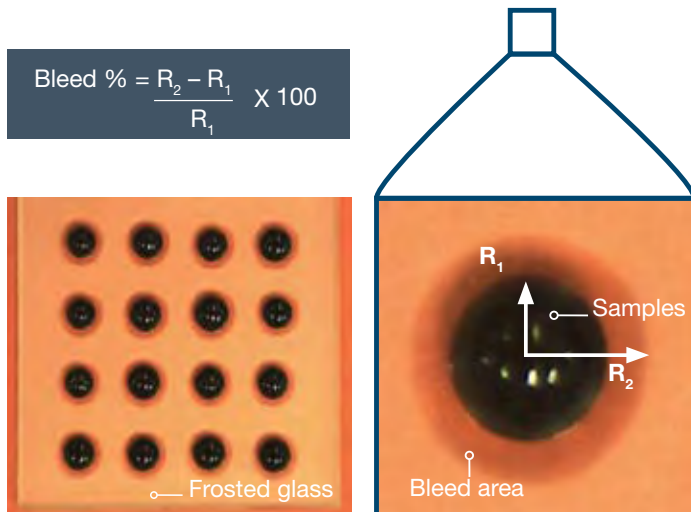 Bleed % = R₂ – R₁ X 100
R₁
R₁
Samples
R₂
Frosted glass
Bleed area